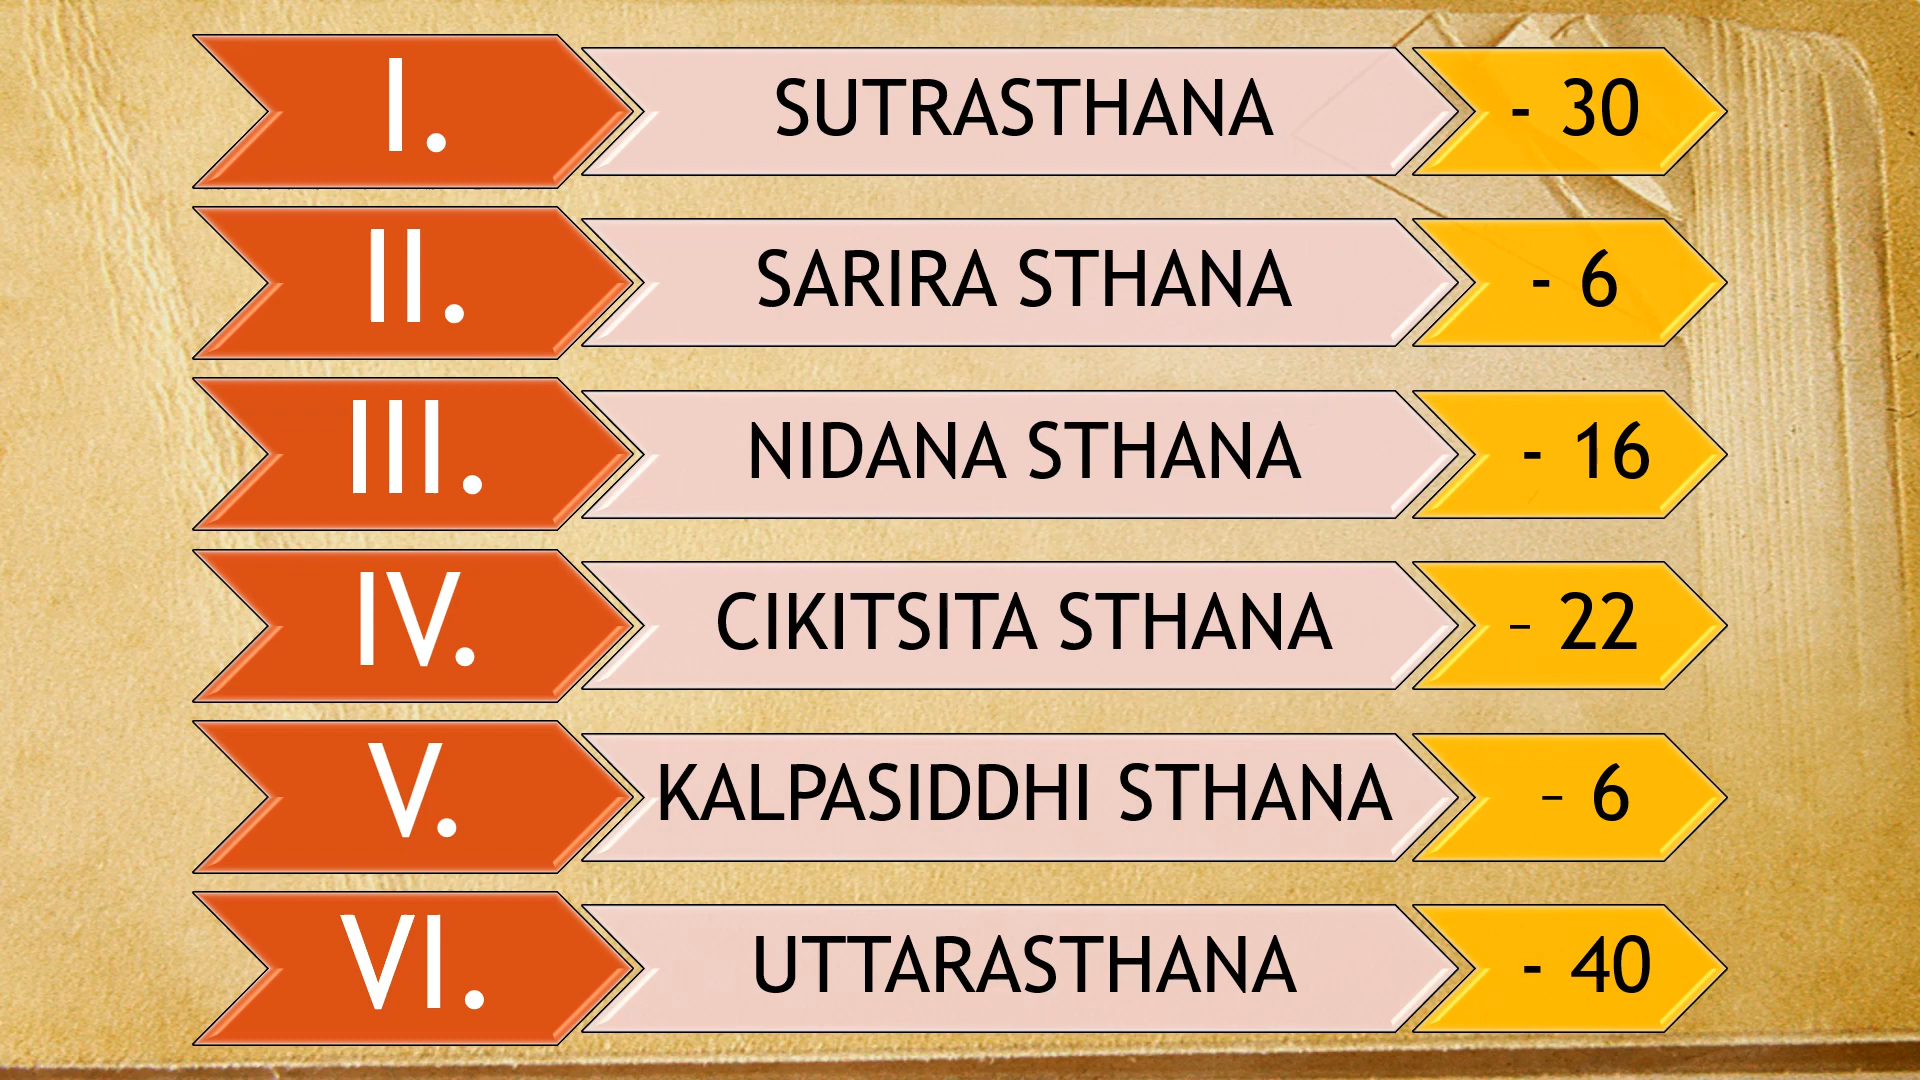 I. SUTRASTHANA - 30
II. SARIRA STHANA - 6
III. NIDANA STHANA - 16
IV. CIKITSITA STHANA – 22
V. KALPASIDDHI STHANA – 6
VI. UTTARASTHANA - 40